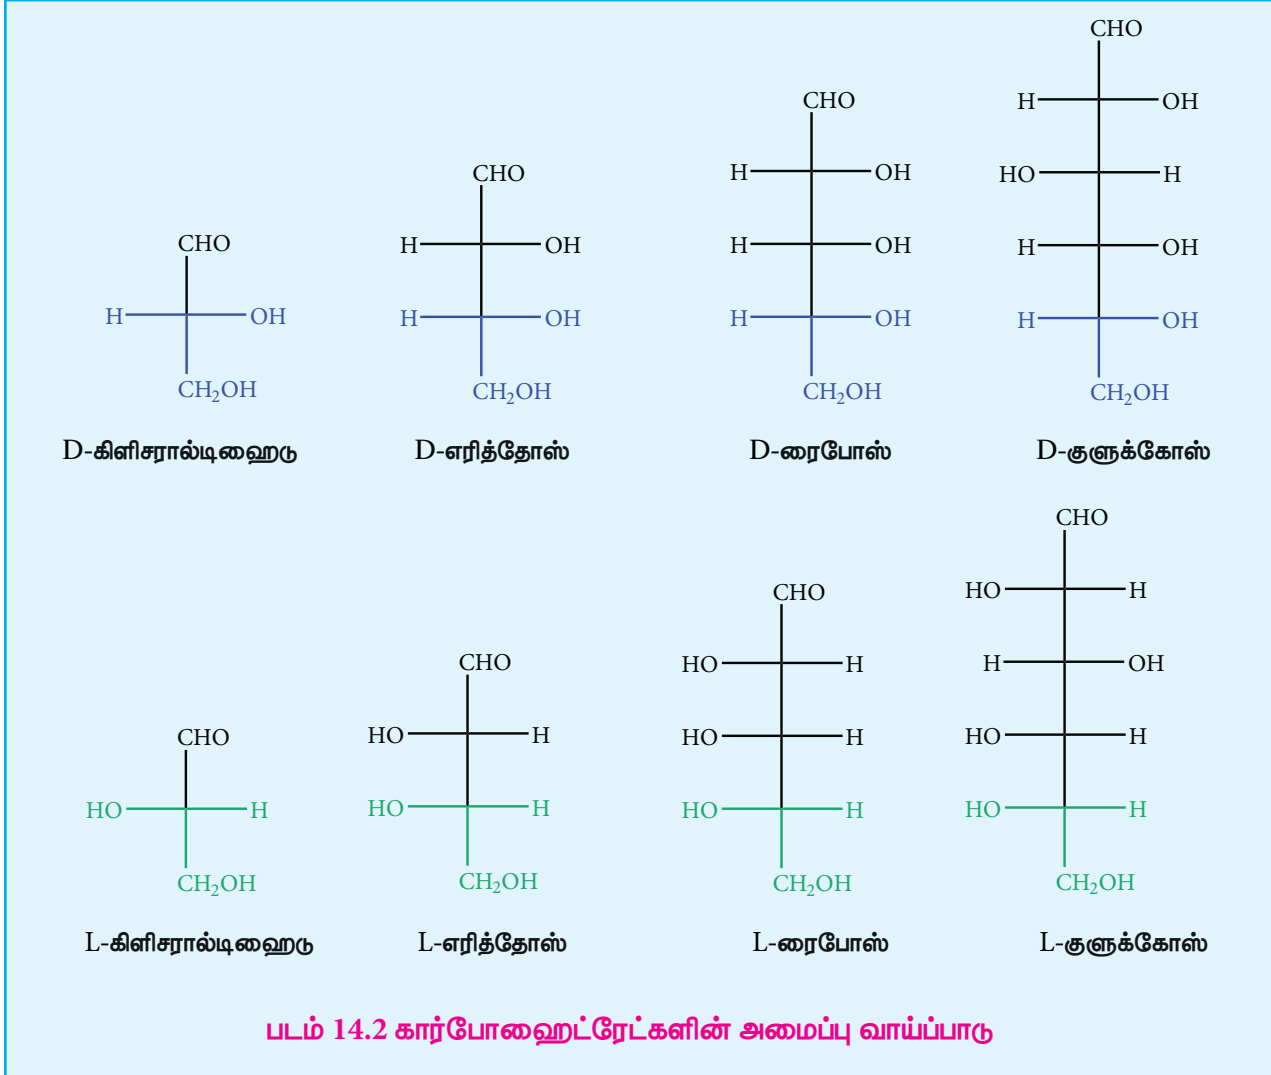 CHO
H OH
CHO
HO H
H OH
CHO
H OH
H OH
CHO
H OH
H OH
H OH
H OH
H OH
CH₂OH
CH₂OH
CH₂OH
CH₂OH
D-கிளிசரால்டிஹைடு D-எரித்தோஸ் D-ரைபோஸ் D-குளுக்கோஸ்
CHO
HO H
CHO
HO H
H OH
CHO
HO H
HO H
HO H
CHO
HO H
HO H
HO H
HO H
CH₂OH
CH₂OH
CH₂OH
CH₂OH
L-கிளிசரால்டிஹைடு L-எரித்தோஸ் L-ரைபோஸ் L-குளுக்கோஸ்
படம் 14.2 கார்போஹைட்ரேட்களின் அமைப்பு வாய்ப்பாடு